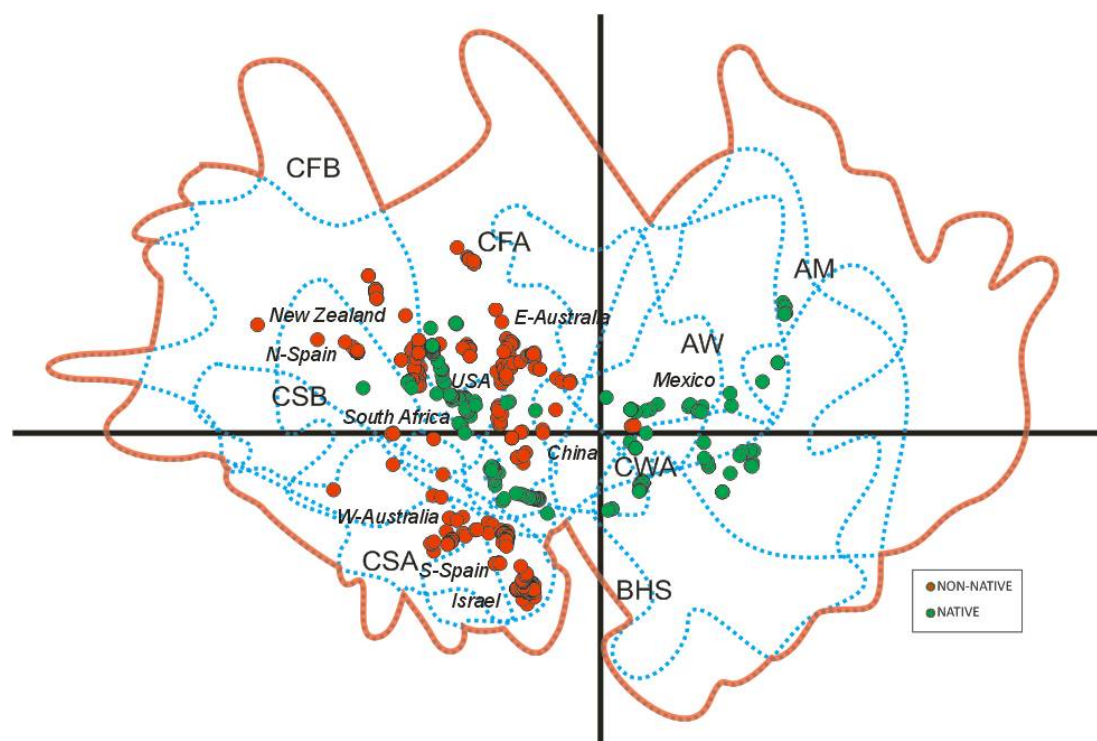 CFB
CFA
AM
New Zealand
E-Australia
N-Spain
AW
USA
Mexico
CSB
South Africa
China
CWA
W-Australia
CSA
S-Spain
BHS
Israel
NON-NATIVE
NATIVE